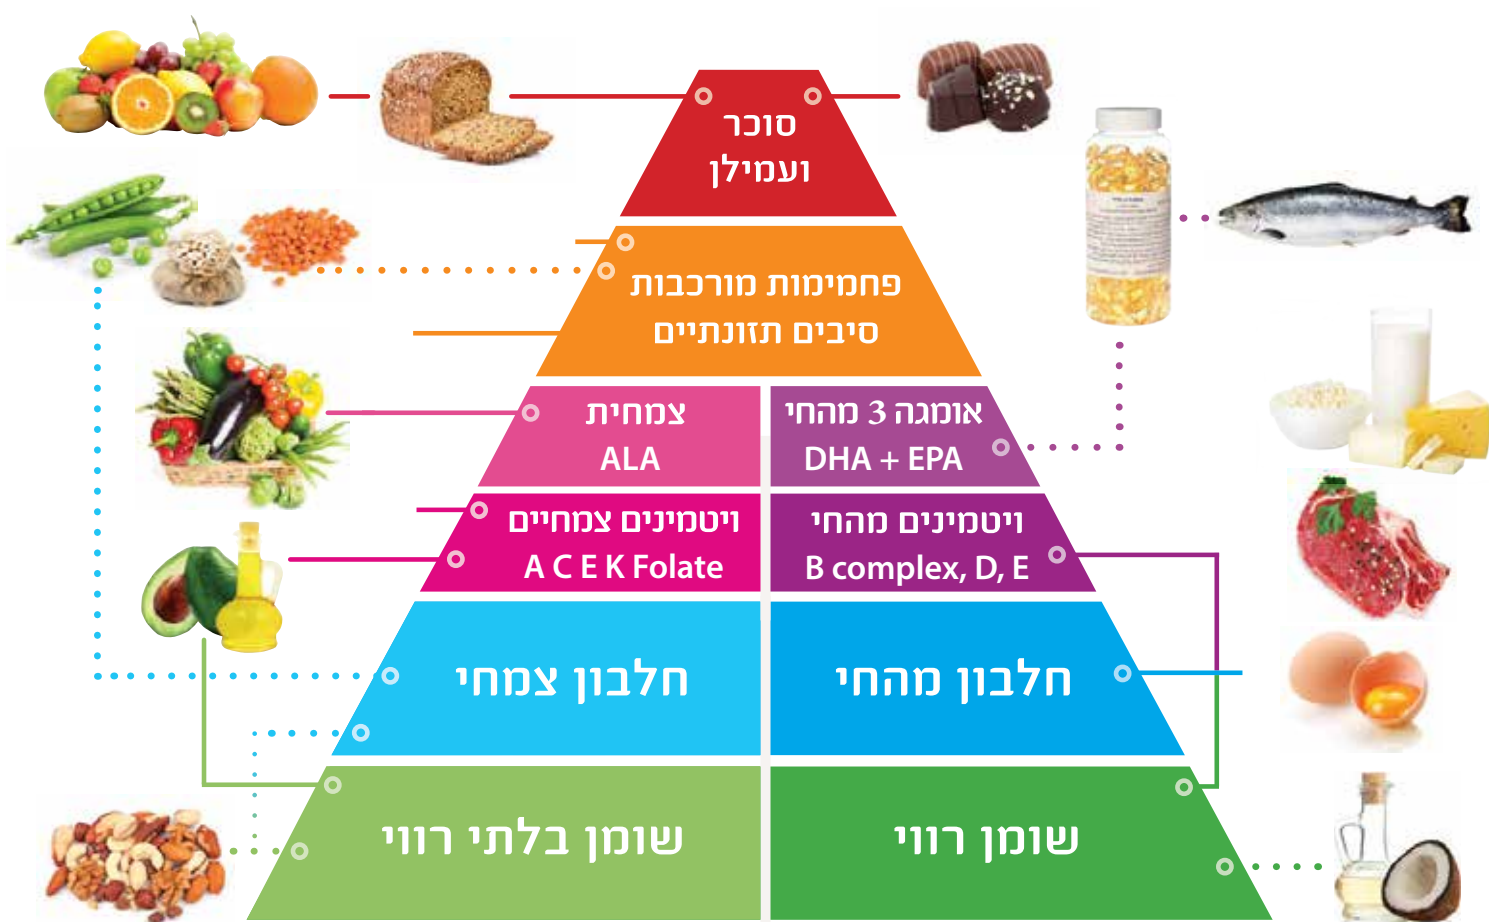 סוכר
ועמילן
פחמימות מורכבות
סיבים תזונתיים
אומגה 3 מהחי
DHA + EPA
צמחית
ALA
ויטמינים מהחי
B complex, D, E
ויטמינים צמחיים
A C E K Folate
חלבון מהחי
חלבון צמחי
שומן רווי
שומן בלתי רווי